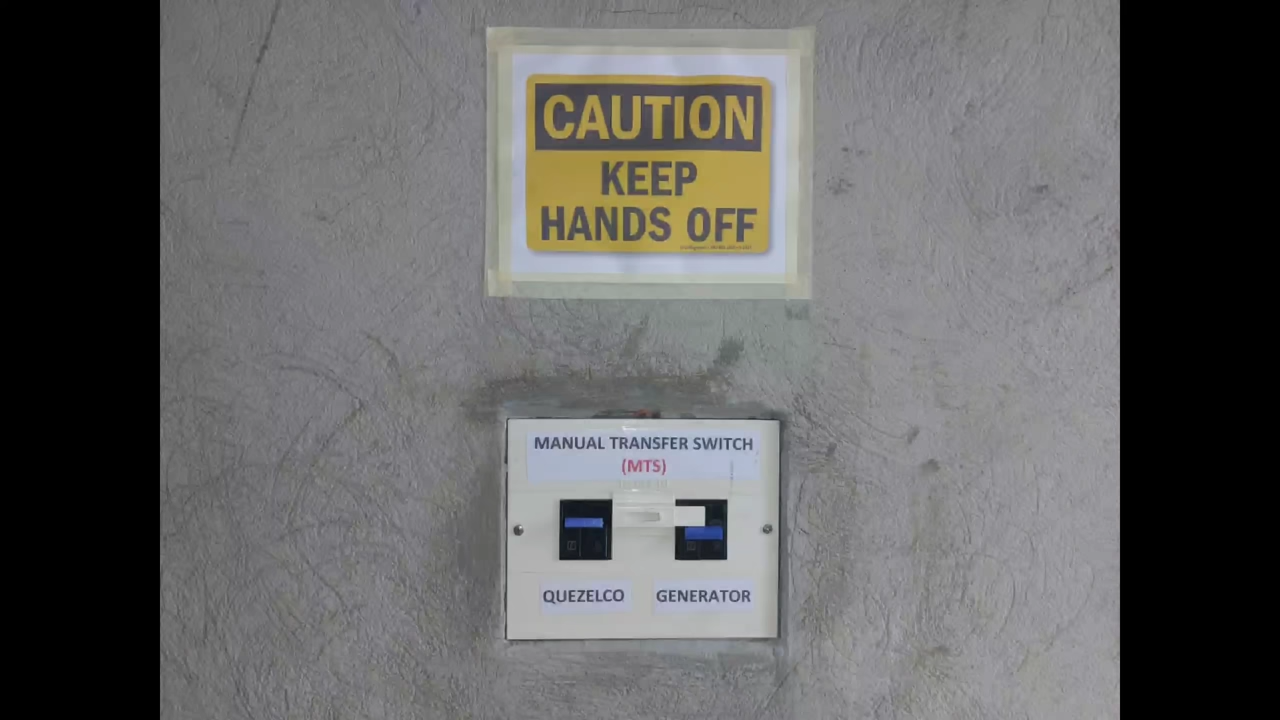 CAUTION
KEEP
HANDS OFF
MANUAL TRANSFER SWITCH
(MTS)
QUEZELCO
GENERATOR